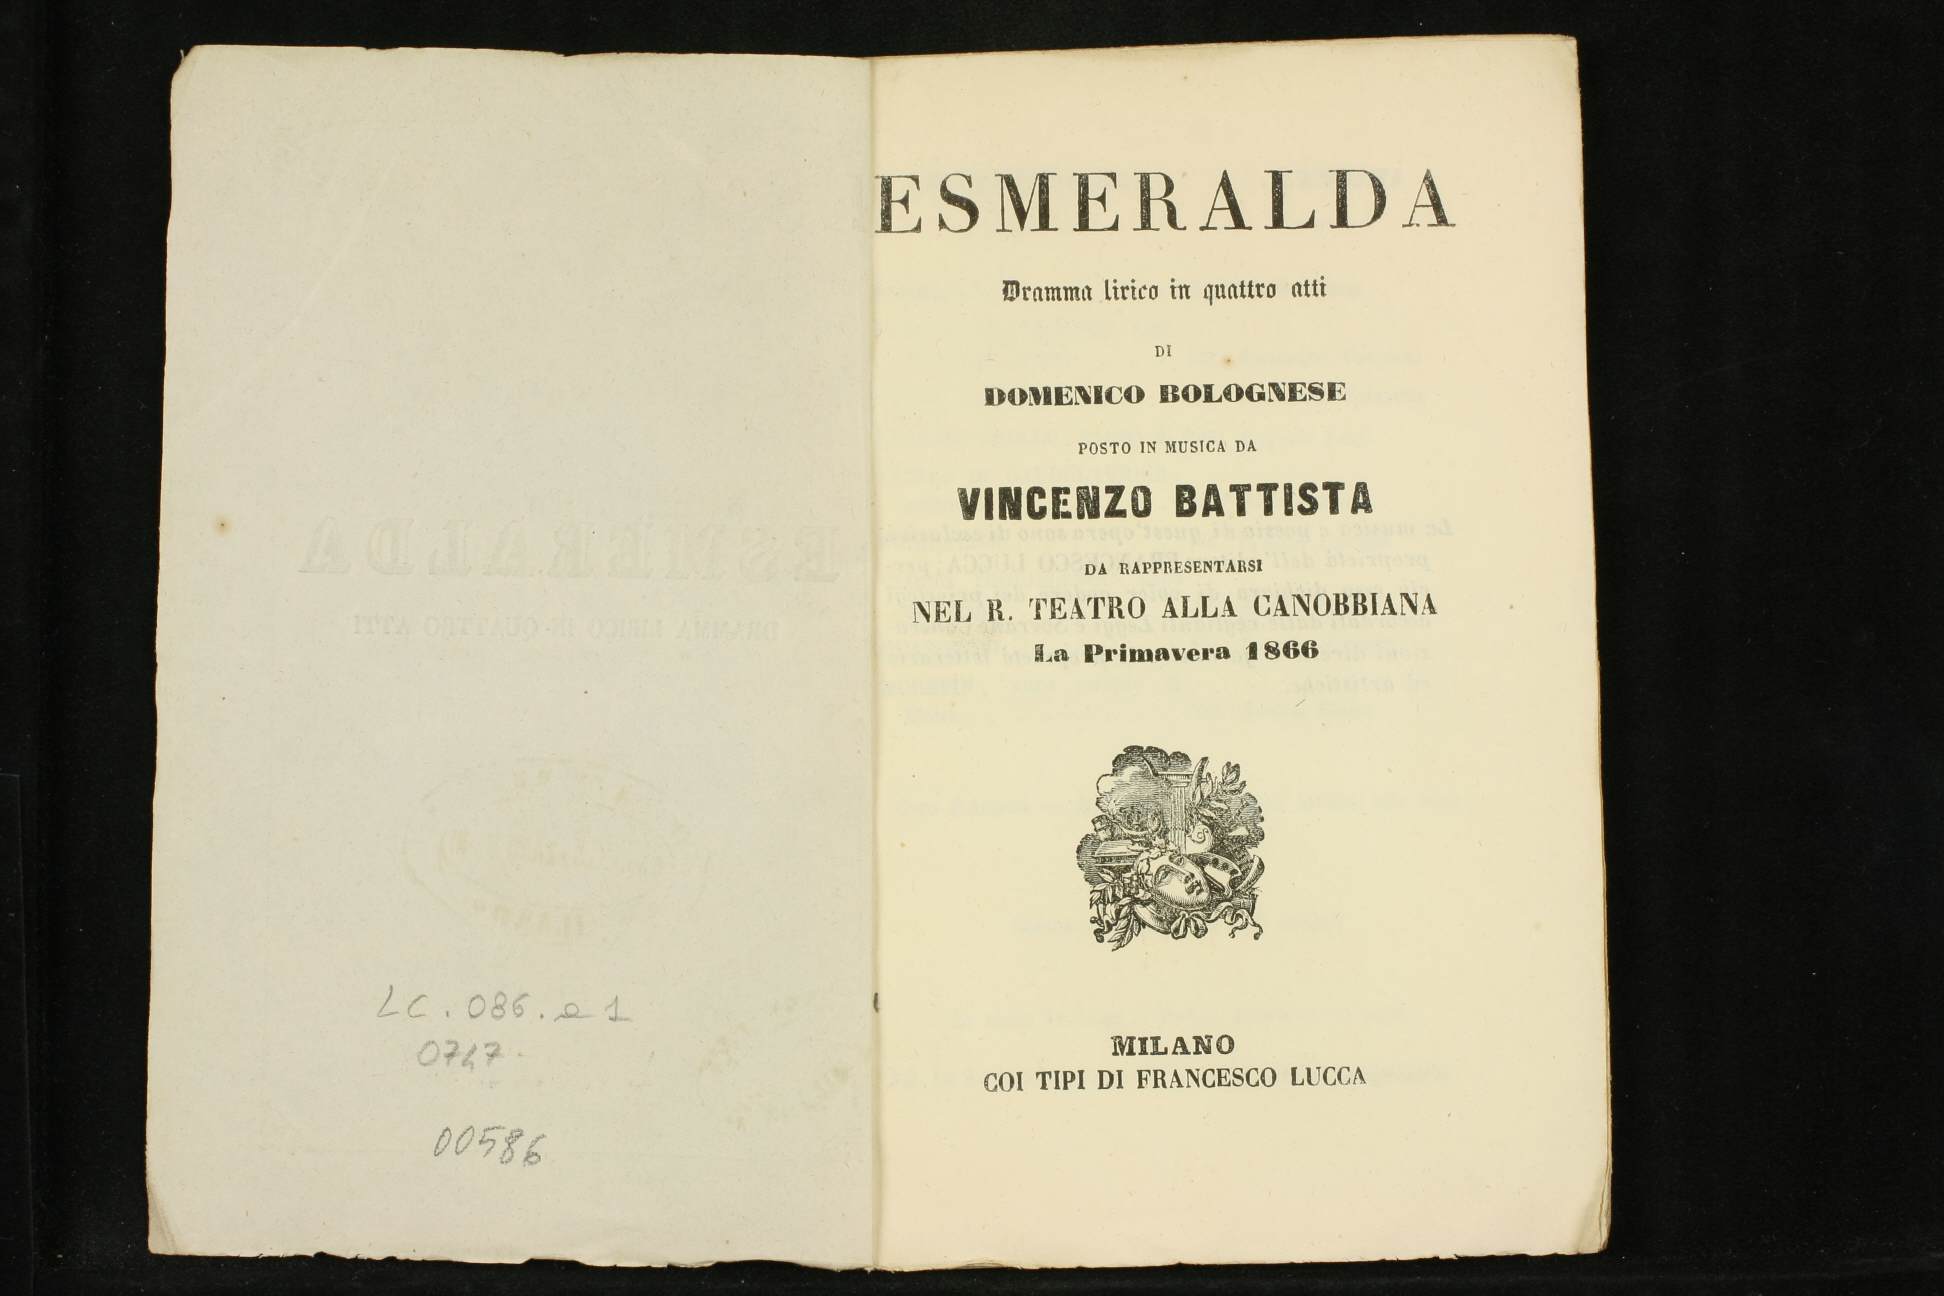 LC.086.a1
0747
00586
ESMERALDA
Dramma lirico in quattro atti
DI
DOMENICO BOLOGNESE
POSTO IN MUSICA DA
VINCENZO BATTISTA
DA RAPPRESENTARSI
NEL R. TEATRO ALLA CANOBBIANA
La Primavera 1866
MILANO
COI TIPI DI FRANCESCO LUCCA